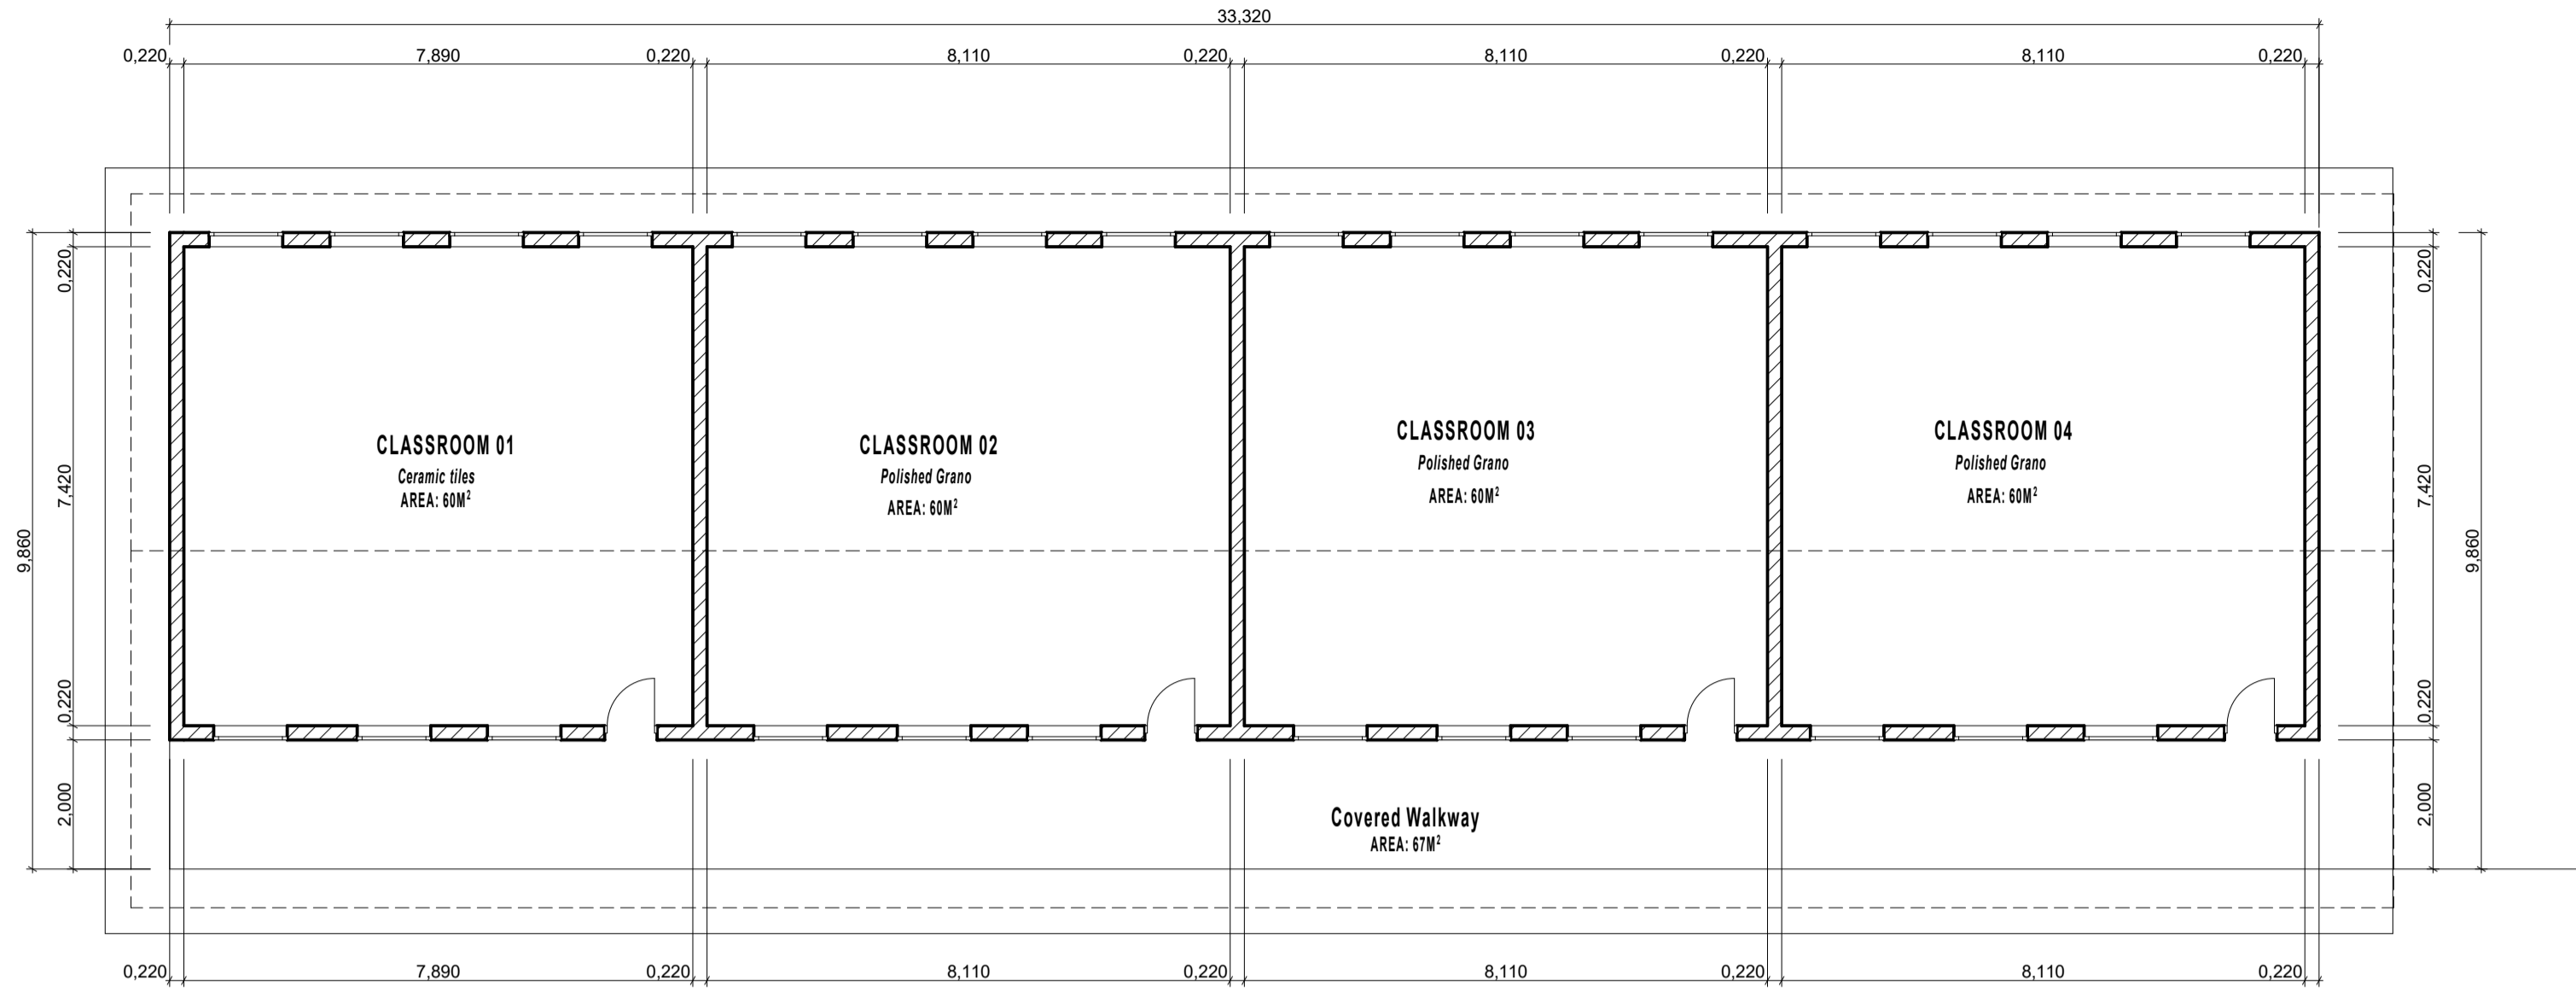 33,320
0,220 7,890 0,220 8,110 0,220 8,110 0,220 8,110 0,220
0,220
7,420
0,220
2,000
9,860
CLASSROOM 01
Ceramic tiles
AREA: 60M²
CLASSROOM 02
Polished Grano
AREA: 60M²
CLASSROOM 03
Polished Grano
AREA: 60M²
CLASSROOM 04
Polished Grano
AREA: 60M²
0,220
7,420
0,220
2,000
9,860
Covered Walkway
AREA: 67M²
0,220 7,890 0,220 8,110 0,220 8,110 0,220 8,110 0,220